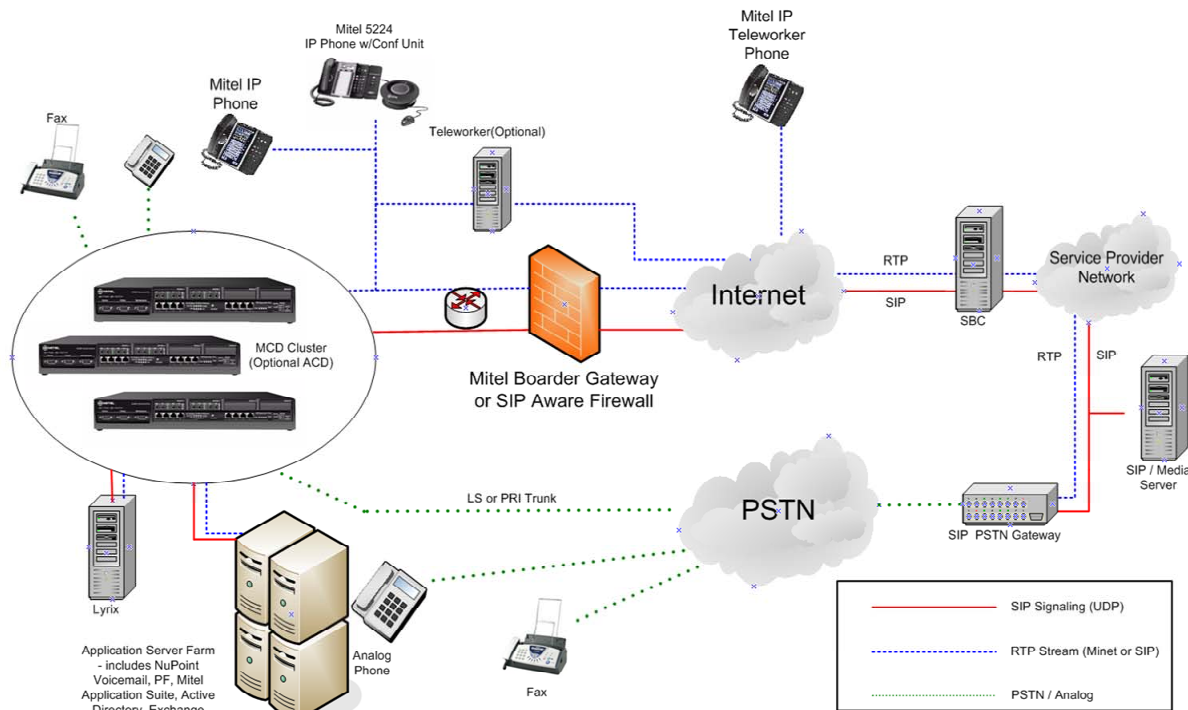 Mitel 5224
IP Phone w/Conf Unit
Mitel IP
Teleworker
Phone
Mitel IP
Phone
Fax
Teleworker(Optional)
RTP
SIP
SBC
Service Provider
Network
Internet
MCD Cluster
(Optional ACD)
Mitel Boarder Gateway
or SIP Aware Firewall
RTP
SIP
SIP / Media
Server
LS or PRI Trunk
PSTN
SIP PSTN Gateway
Lyrix
Application Server Farm
- includes NuPoint
Voicemail, PF, Mitel
Application Suite, Active
Directory, Exchange
Analog
Phone
Fax
SIP Signaling (UDP)
RTP Stream (Minet or SIP)
PSTN / Analog